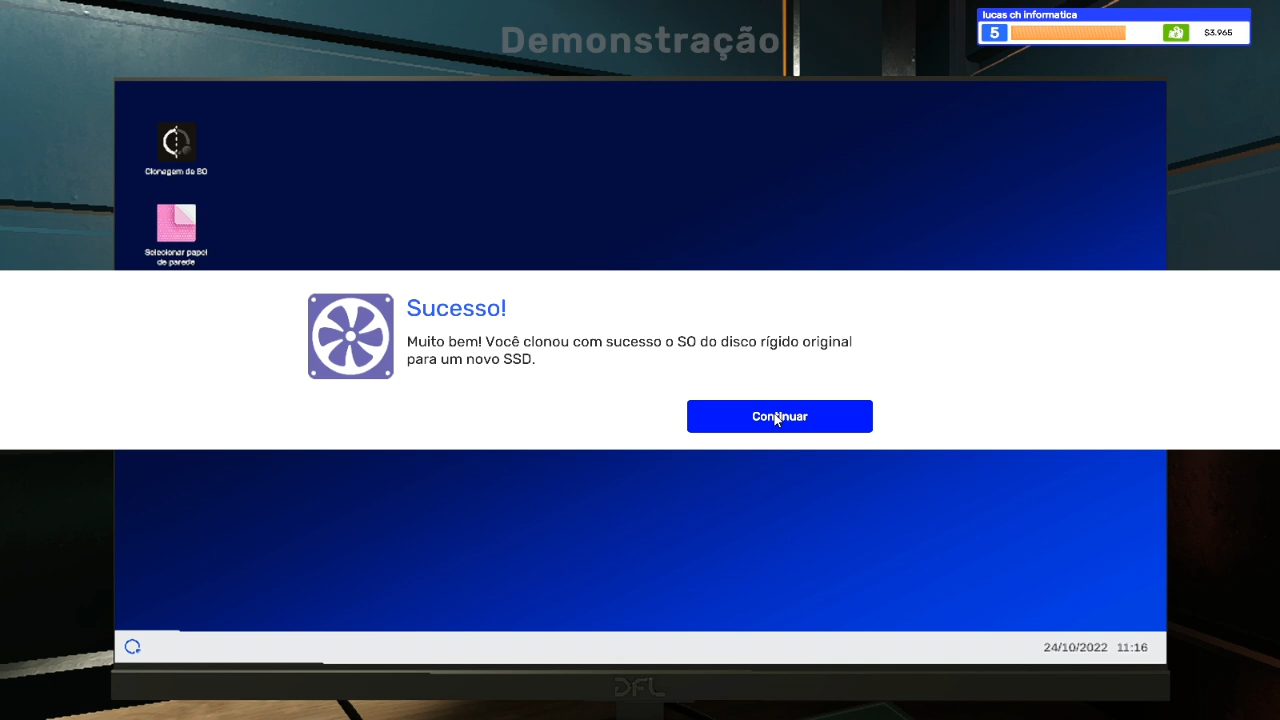 lucas ch informatica
Demonstração
5
$3.965
Clonagem de SO
Selecionar papel
de parede
Sucesso!
Muito bem! Você clonou com sucesso o SO do disco rígido original
para um novo SSD.
Continuar
24/10/2022 11:16
DFL